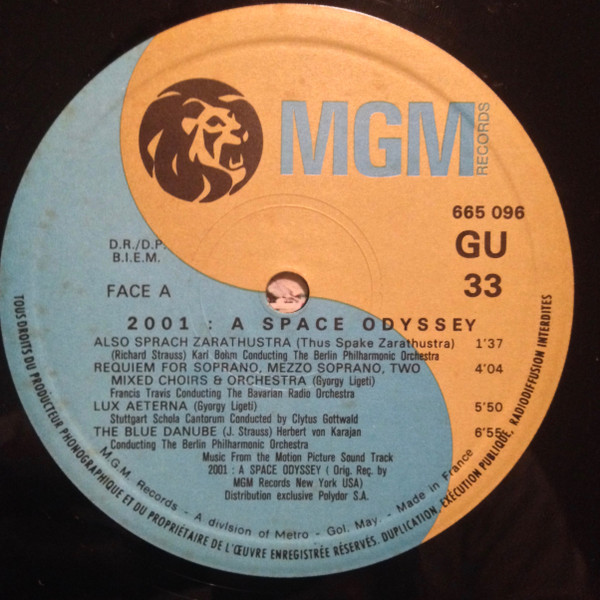 MGM
RECORDS
665 096
GU
33
D.R./D.P.
B.I.E.M.
FACE A
2001 : A SPACE ODYSSEY
ALSO SPRACH ZARATHUSTRA (Thus Spake Zarathustra) 1'37
(Richard Strauss) Karl Bohm Conducting The Berlin Philharmonic Orchestra
REQUIEM FOR SOPRANO, MEZZO SOPRANO, TWO 4'04
MIXED CHOIRS & ORCHESTRA (Gyorgy Ligeti)
Francis Travis Conducting The Bavarian Radio Orchestra
LUX AETERNA (Gyorgy Ligeti) 5'50
Stuttgart Schola Cantorum Conducted by Clytus Gottwald
THE BLUE DANUBE (J. Strauss) Herbert von Karajan 6'55
Conducting The Berlin Philharmonic Orchestra
Music From the Motion Picture Sound Track
2001 : A SPACE ODYSSEY ( Orig. Reç. by
MGM Records New York USA)
Distribution exclusive Polydor S.A.
M.G.M. Records - A division of Metro - Gol. May. - Made in France
TOUS DROITS DU PRODUCTEUR PHONOGRAPHIQUE ET DU PROPRIÉTAIRE DE L'ŒUVRE ENREGISTRÉE RÉSERVÉS. DUPLICATION, EXÉCUTION PUBLIQUE, RADIODIFFUSION INTERDITES